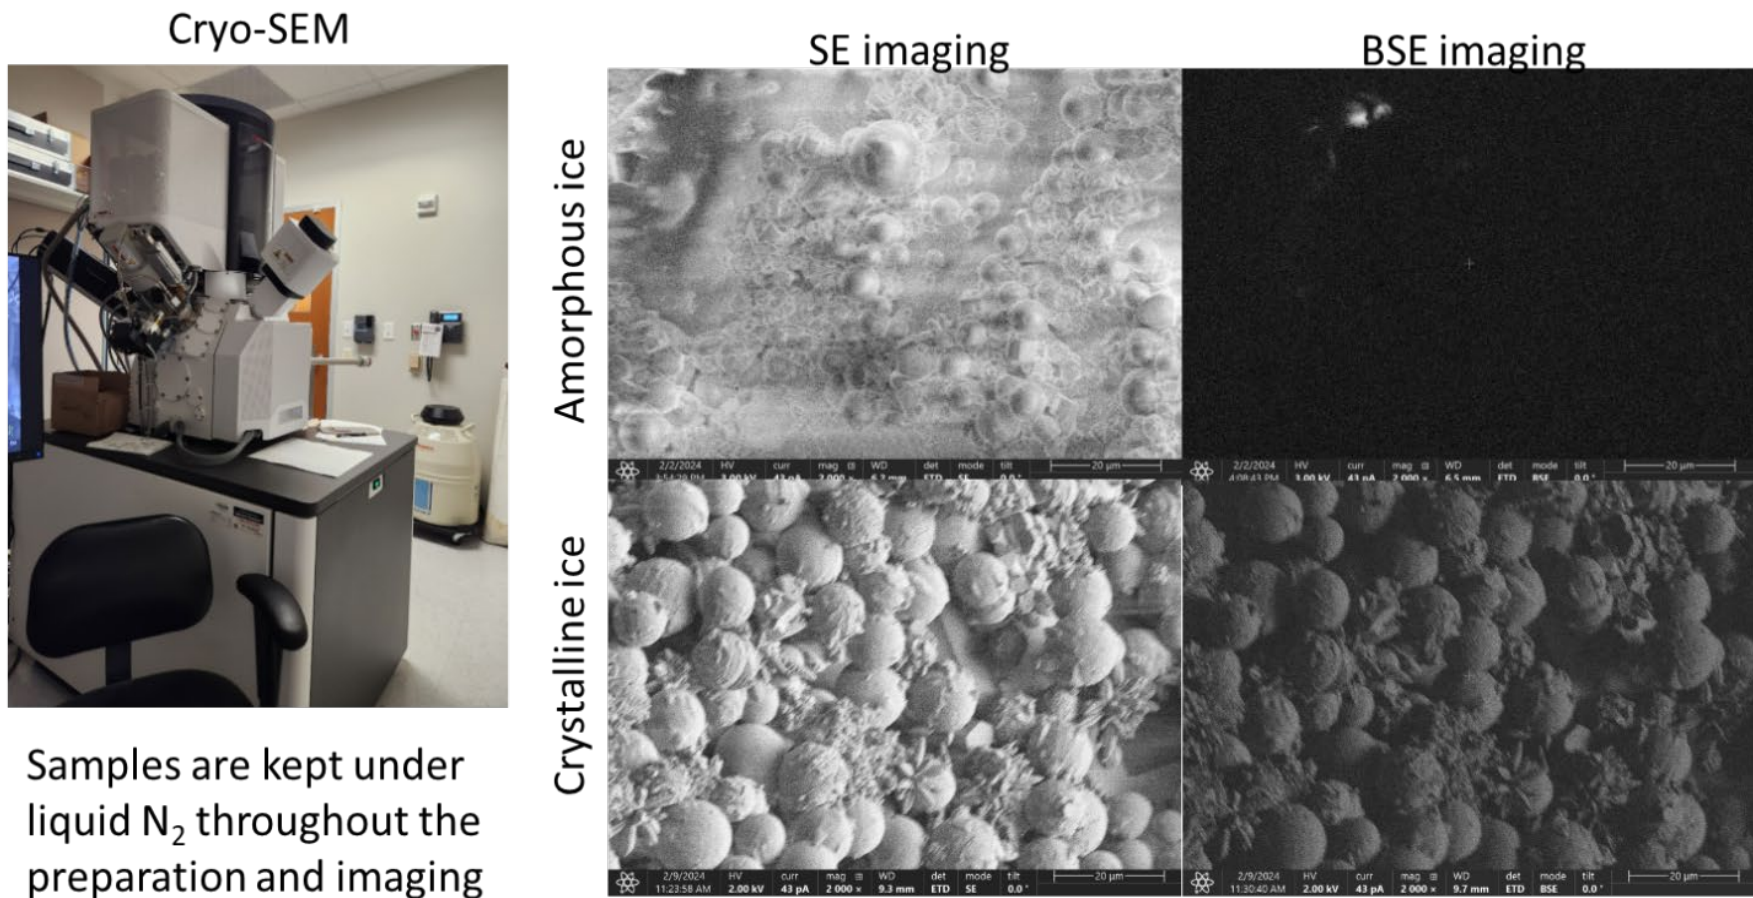 Cryo-SEM
SE imaging
BSE imaging
Amorphous ice
Crystalline ice
2/2/2024 HV curr mag WD det mode tilt 20 μm
3:54:29 PM 3.00 kV 43 pA 2 000 × 6.3 mm ETD SE 0.0 °
2/2/2024 HV curr mag WD det mode tilt 20 μm
4:08:43 PM 3.00 kV 43 pA 2 000 × 6.5 mm ETD BSE 0.0 °
2/9/2024 HV curr mag WD det mode tilt 20 μm
11:23:58 AM 2.00 kV 43 pA 2 000 × 9.3 mm ETD SE 0.0 °
2/9/2024 HV curr mag WD det mode tilt 20 μm
11:30:40 AM 2.00 kV 43 pA 2 000 × 9.7 mm ETD BSE 0.0 °
Samples are kept under
liquid N₂ throughout the
preparation and imaging